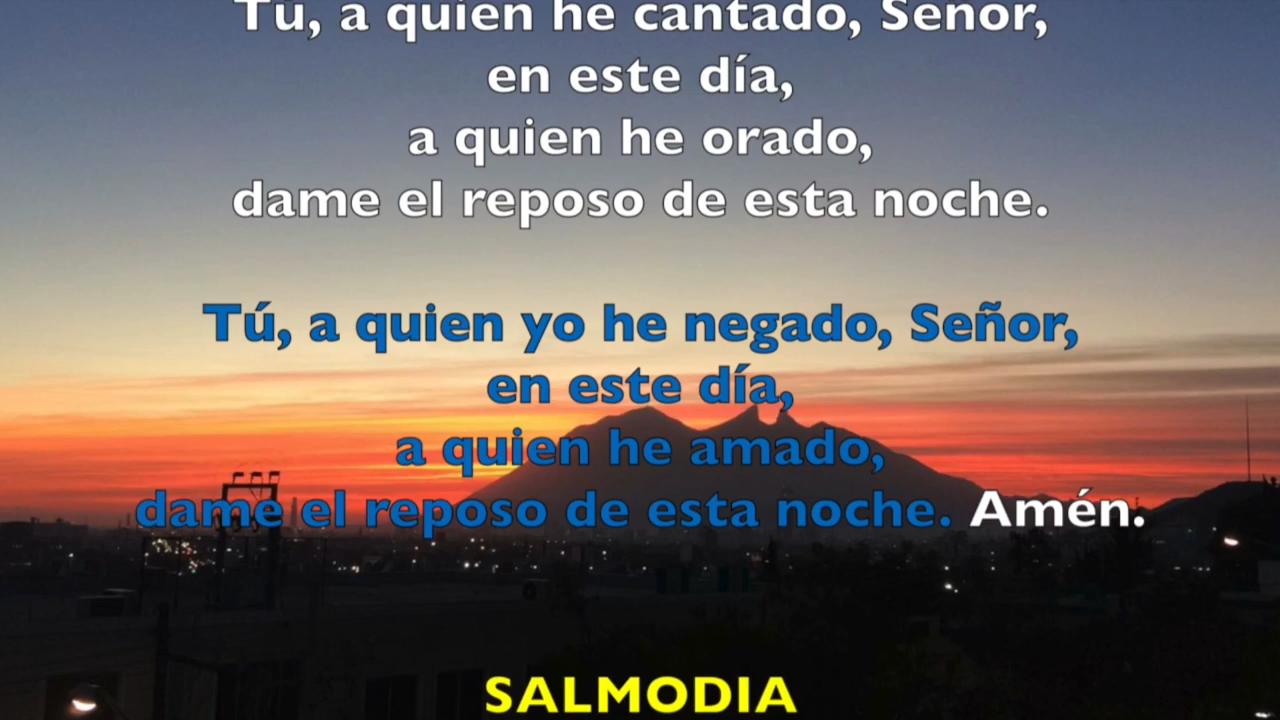 Tú, a quien he cantado, Señor,
en este día,
a quien he orado,
dame el reposo de esta noche.
Tú, a quien yo he negado, Señor,
en este día,
a quien he amado,
dame el reposo de esta noche. Amén.
SALMODIA